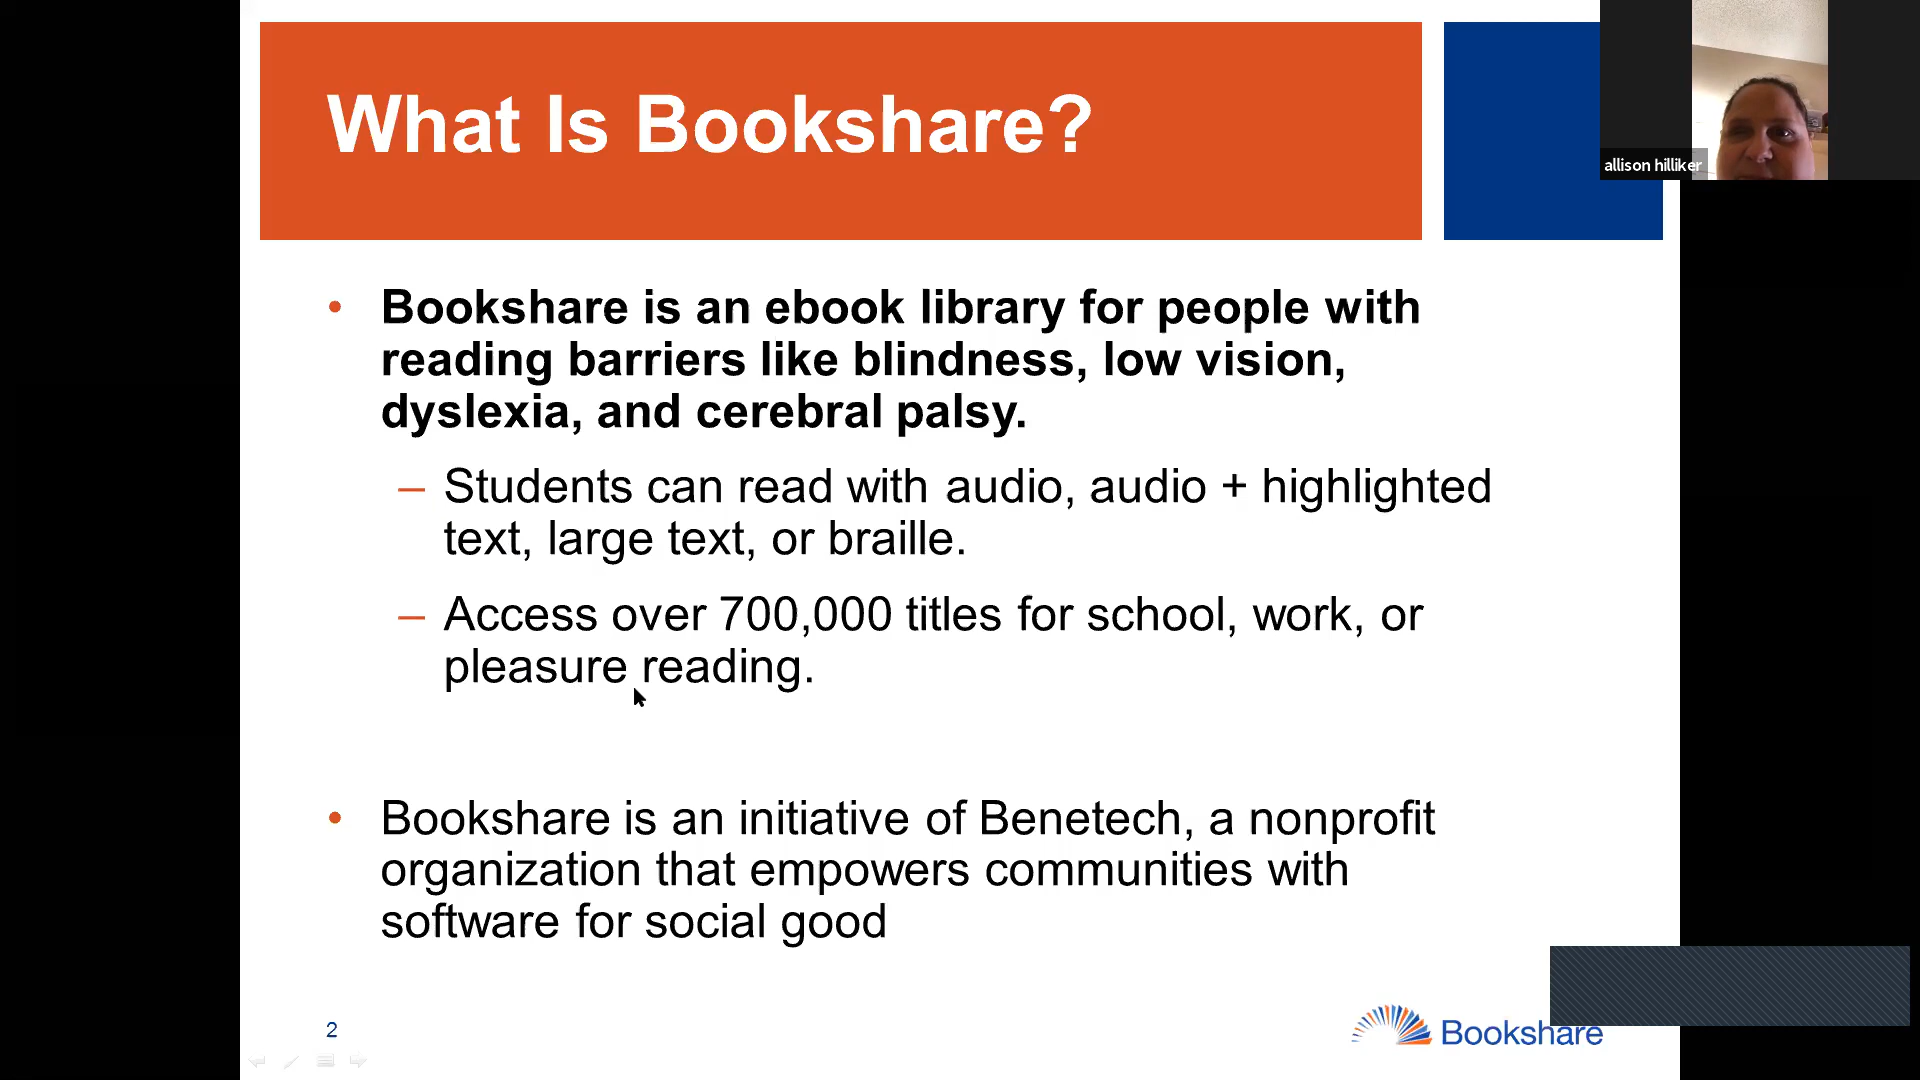 What Is Bookshare?
allison hilliker
• Bookshare is an ebook library for people with
reading barriers like blindness, low vision,
dyslexia, and cerebral palsy.
– Students can read with audio, audio + highlighted
text, large text, or braille.
– Access over 700,000 titles for school, work, or
pleasure reading.
• Bookshare is an initiative of Benetech, a nonprofit
organization that empowers communities with
software for social good
2
Bookshare